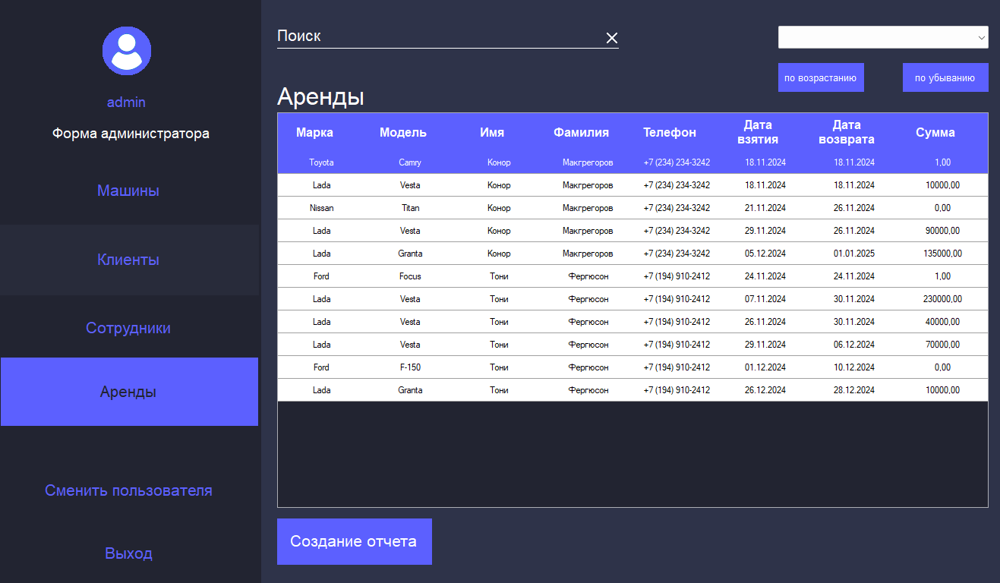 admin
Форма администратора
Машины
Клиенты
Сотрудники
Аренды
Сменить пользователя
Выход
Поиск
по возрастанию по убыванию
Аренды
Марка Модель Имя Фамилия Телефон Дата взятия Дата возврата Сумма
Toyota Camry Конор Макгрегоров +7 (234) 234-3242 18.11.2024 18.11.2024 1,00
Lada Vesta Конор Макгрегоров +7 (234) 234-3242 18.11.2024 18.11.2024 10000,00
Nissan Titan Конор Макгрегоров +7 (234) 234-3242 21.11.2024 26.11.2024 0,00
Lada Vesta Конор Макгрегоров +7 (234) 234-3242 29.11.2024 26.11.2024 90000,00
Lada Granta Конор Макгрегоров +7 (234) 234-3242 05.12.2024 01.01.2025 135000,00
Ford Focus Тони Фергюсон +7 (194) 910-2412 24.11.2024 24.11.2024 1,00
Lada Vesta Тони Фергюсон +7 (194) 910-2412 07.11.2024 30.11.2024 230000,00
Lada Vesta Тони Фергюсон +7 (194) 910-2412 26.11.2024 30.11.2024 40000,00
Lada Vesta Тони Фергюсон +7 (194) 910-2412 29.11.2024 06.12.2024 70000,00
Ford F-150 Тони Фергюсон +7 (194) 910-2412 01.12.2024 10.12.2024 0,00
Lada Granta Тони Фергюсон +7 (194) 910-2412 26.12.2024 28.12.2024 10000,00
Создание отчета